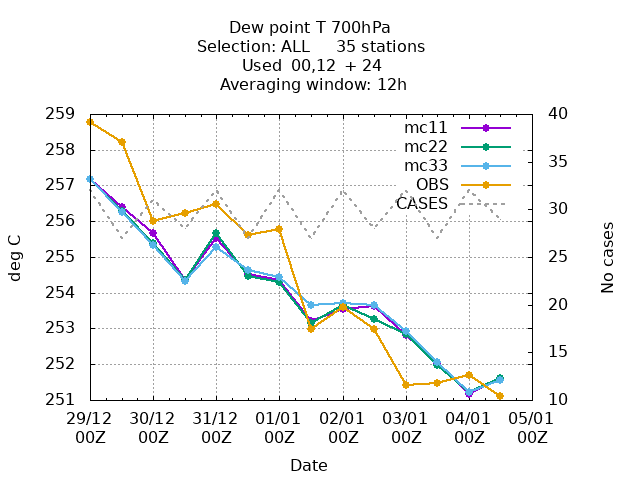 Dew point T 700hPa
Selection: ALL 35 stations
Used 00,12 + 24
Averaging window: 12h
259
258
257
256
255
254
253
252
251
deg C
40
35
30
25
20
15
10
No cases
mc11
mc22
mc33
OBS
CASES
29/12 30/12 31/12 01/01 02/01 03/01 04/01 05/01
00Z 00Z 00Z 00Z 00Z 00Z 00Z 00Z
Date